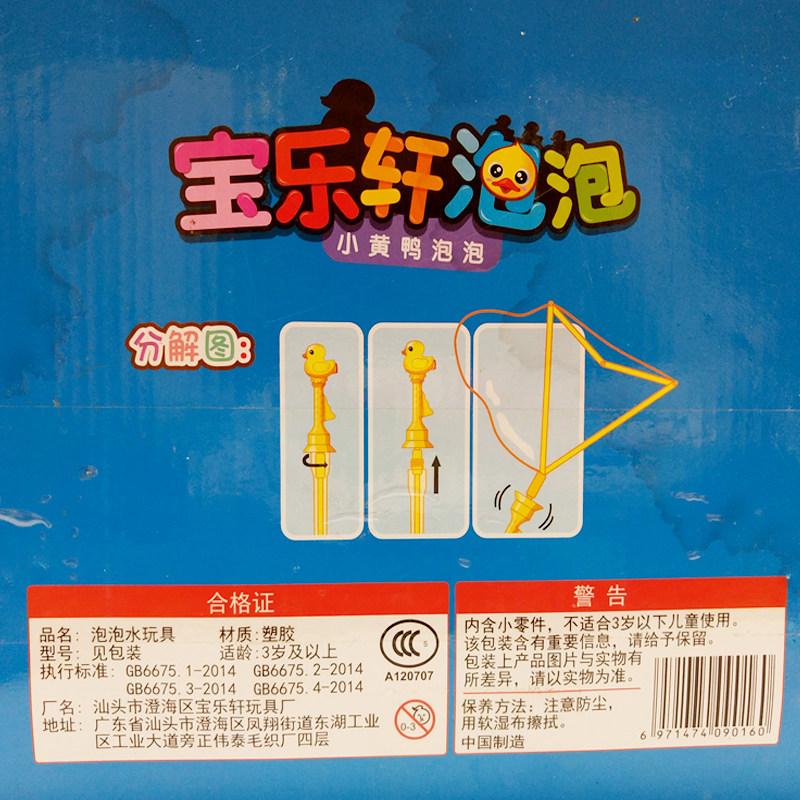 宝乐轩泡泡
小黄鸭泡泡
分解图:
合格证
品名：泡泡水玩具 材质:塑胶
型号：见包装 适龄:3岁及以上
执行标准：GB6675.1-2014 GB6675.2-2014
GB6675.3-2014 GB6675.4-2014
厂名：汕头市澄海区宝乐轩玩具厂
地址：广东省汕头市澄海区凤翔街道东湖工业
区工业大道旁正伟泰毛织厂四层
CCC S
A120707
0-3
警告
内含小零件，不适合3岁以下儿童使用。
该包装含有重要信息，请给予保留。
包装上产品图片与实物有
所差异，请以实物为准。
保养方法：注意防尘，
用软湿布擦拭。
中国制造
6 971474 090160